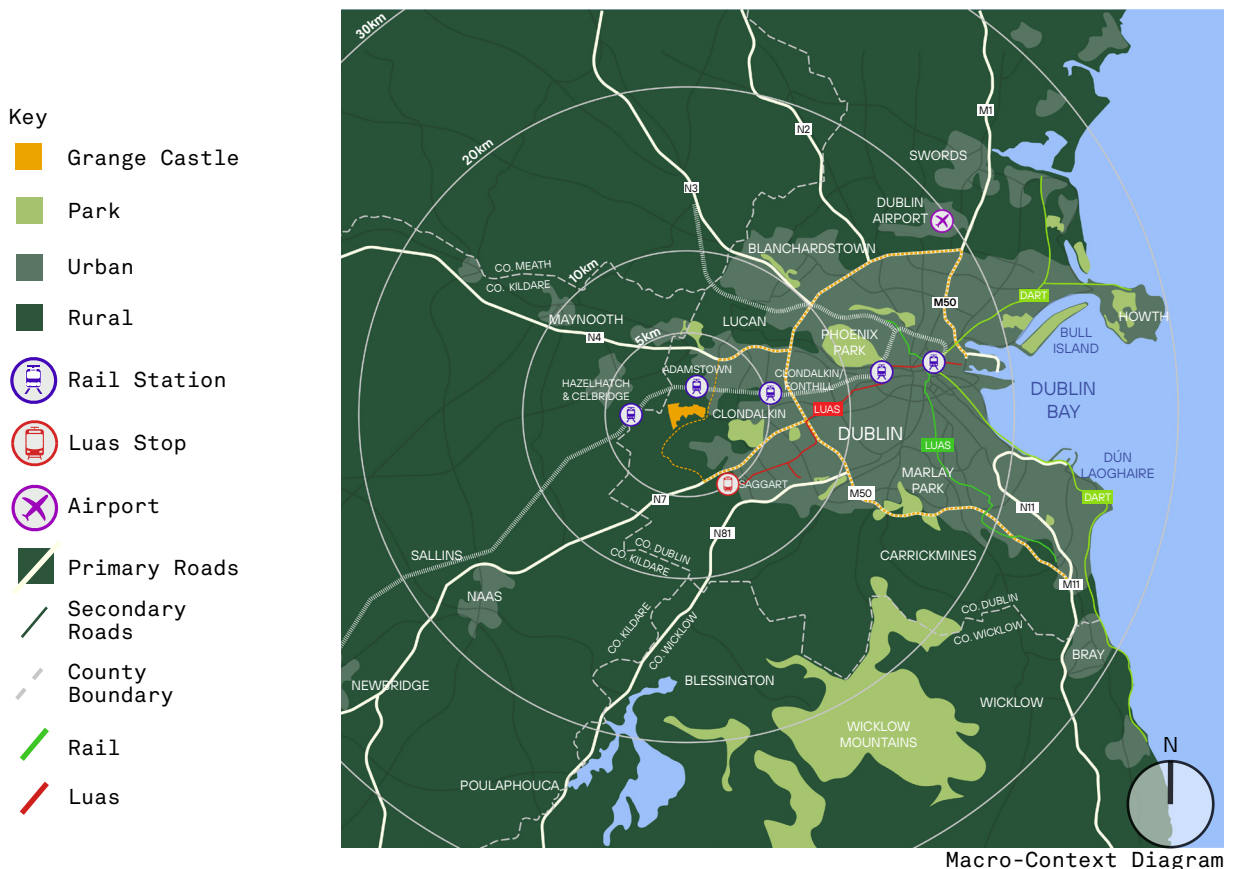 Key
Grange Castle
Park
Urban
Rural
Rail Station
Luas Stop
Airport
Primary Roads
Secondary
Roads
County
Boundary
Rail
Luas
30km
20km
10km
5km
M1
N2
SWORDS
N3
DUBLIN
AIRPORT
BLANCHARDSTOWN
CO. MEATH
CO. KILDARE
DART
M50
HOWTH
MAYNOOTH
LUCAN
N4
PHOENIX
PARK
BULL
ISLAND
ADAMSTOWN
CLONDALKIN/
FONTHILL
HAZELHATCH
& CELBRIDGE
DUBLIN
BAY
LUAS
CLONDALKIN
DUBLIN
LUAS
DÚN
LAOGHAIRE
MARLAY
PARK
SAGGART
N7
M50
DART
N11
N81
SALLINS
CO. DUBLIN
CO. KILDARE
CARRICKMINES
M11
NAAS
CO. DUBLIN
CO. WICKLOW
CO. KILDARE
CO. WICKLOW
BRAY
NEWBRIDGE
BLESSINGTON
WICKLOW
WICKLOW
MOUNTAINS
N
POULAPHOUCA
Macro-Context Diagram